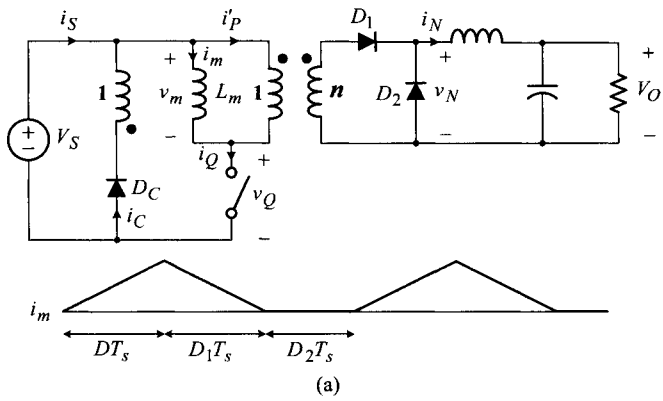 i_S i'_P D_1 i_N
+ i_m +
1 v_m L_m 1 n D_2 v_N V_O
V_S
+ − − − −
i_Q +
D_C v_Q
i_C −
i_m
DT_s D_1T_s D_2T_s
(a)